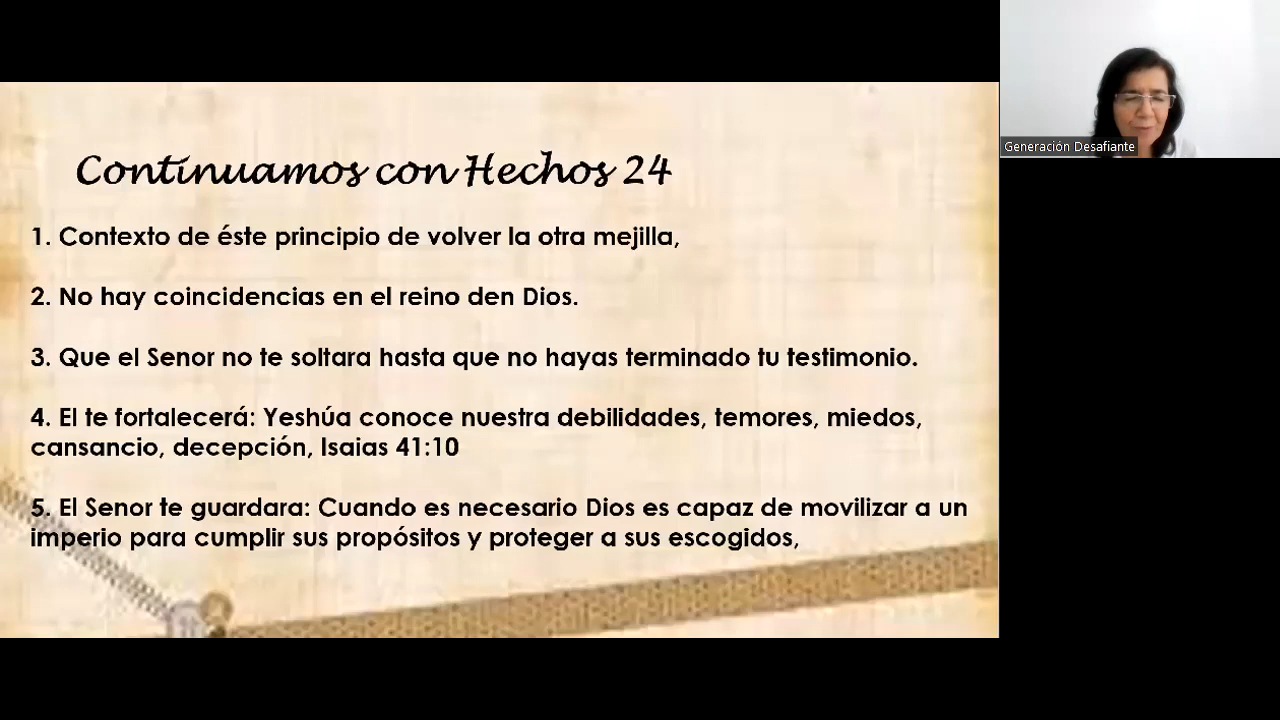 Continuamos con Hechos 24
1. Contexto de éste principio de volver la otra mejilla,
2. No hay coincidencias en el reino den Dios.
3. Que el Senor no te soltara hasta que no hayas terminado tu testimonio.
4. El te fortalecerá: Yeshúa conoce nuestra debilidades, temores, miedos,
cansancio, decepción, Isaias 41:10
5. El Senor te guardara: Cuando es necesario Dios es capaz de movilizar a un
imperio para cumplir sus propósitos y proteger a sus escogidos,
Generación Desafiante